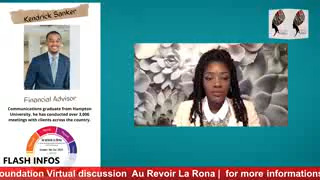 Kendrick Sanker
Financial Advisor
Communications graduate from Hampton
University, he has conducted over 3,000
meetings with clients across the country.
FLASH INFOS
oundation Virtual discussion Au Revoir La Rona | for more informations